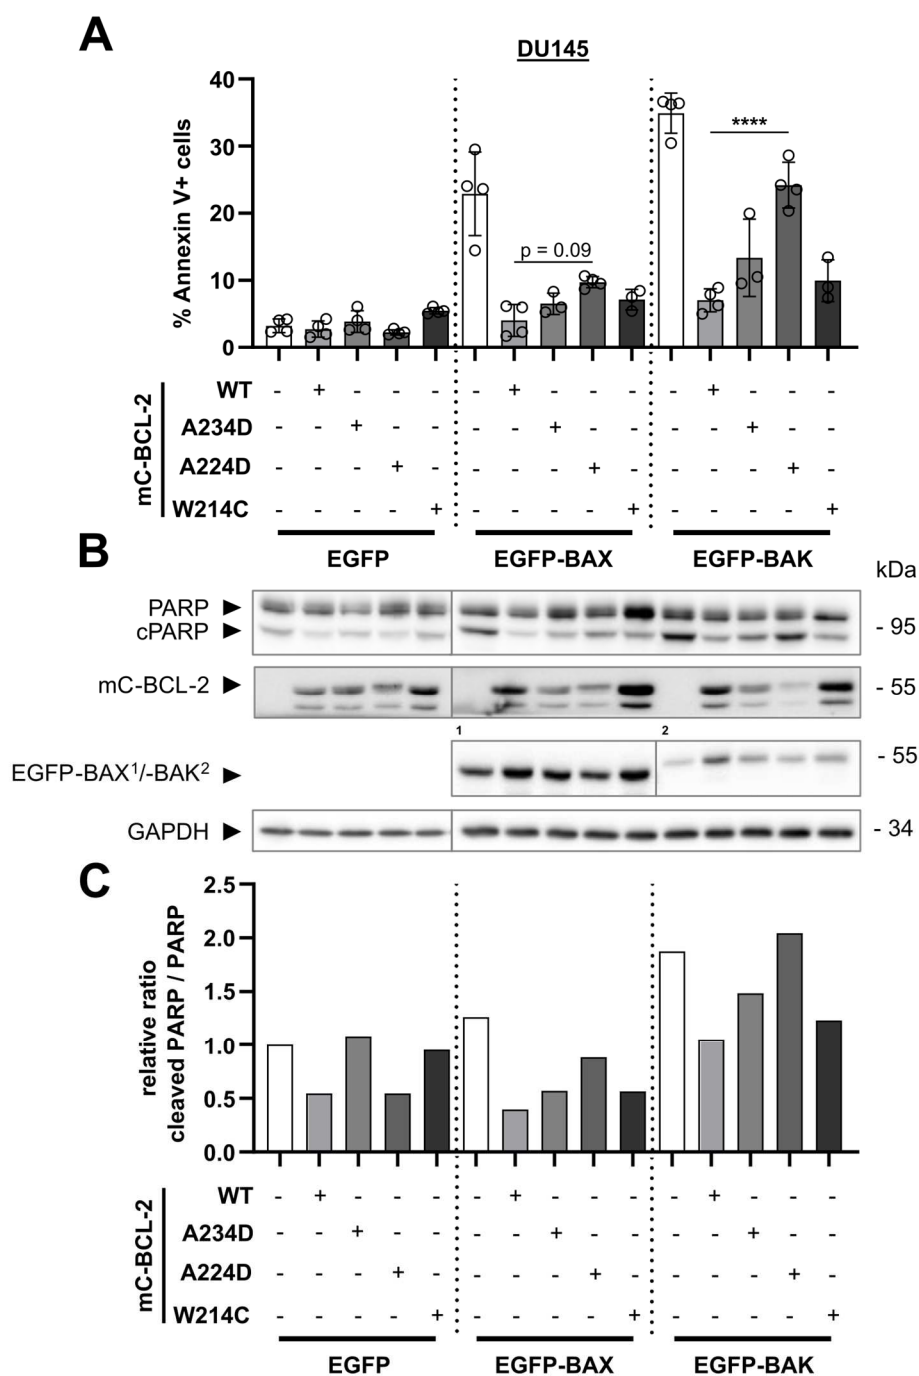 A
DU145
% Annexin V+ cells
40
30
20
10
0
p = 0.09
****
mC-BCL-2
WT - + - - - - + - - - - + - - -
A234D - - + - - - - + - - - - + - -
A224D - - - + - - - - + - - - - + -
W214C - - - - + - - - - + - - - - +
EGFP EGFP-BAX EGFP-BAK
B
kDa
PARP
cPARP - 95
mC-BCL-2 - 55
1 2
EGFP-BAX¹/-BAK² - 55
GAPDH - 34
C
relative ratio
cleaved PARP / PARP
2.5
2.0
1.5
1.0
0.5
0.0
mC-BCL-2
WT - + - - - - + - - - - + - - -
A234D - - + - - - - + - - - - + - -
A224D - - - + - - - - + - - - - + -
W214C - - - - + - - - - + - - - - +
EGFP EGFP-BAX EGFP-BAK